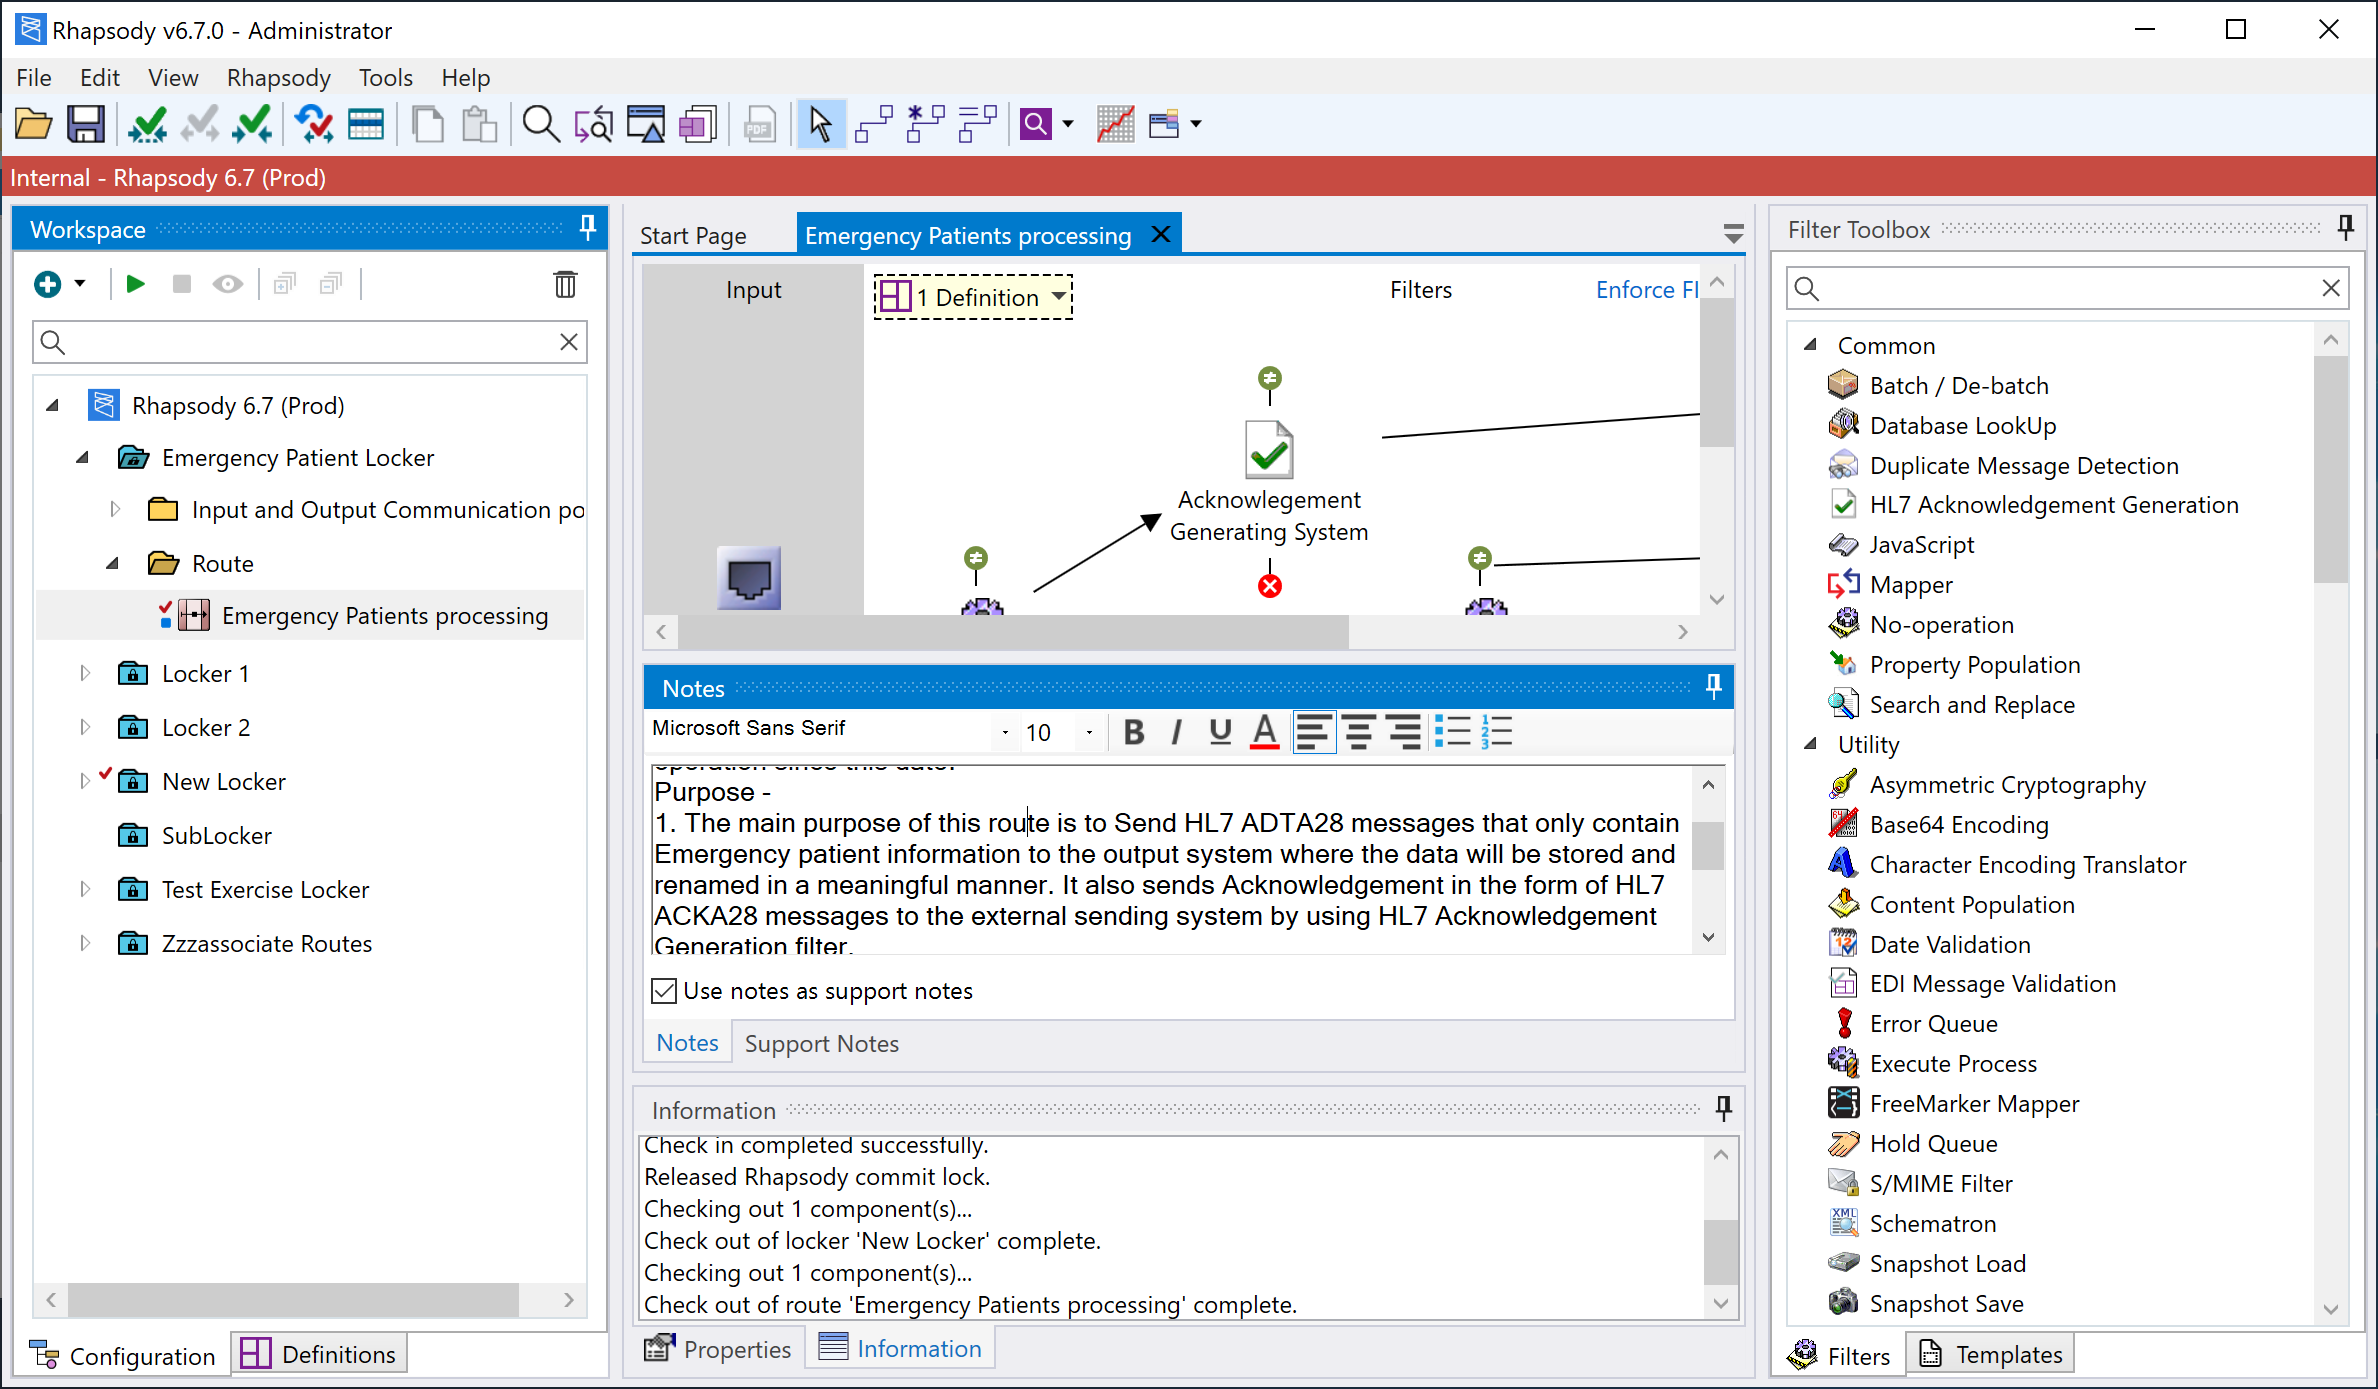 Rhapsody v6.7.0 - Administrator
File Edit View Rhapsody Tools Help
Internal - Rhapsody 6.7 (Prod)
Workspace
Rhapsody 6.7 (Prod)
Emergency Patient Locker
Input and Output Communication po
Route
Emergency Patients processing
Locker 1
Locker 2
New Locker
SubLocker
Test Exercise Locker
Zzzassociate Routes
Configuration
Definitions
Start Page
Emergency Patients processing
Input
1 Definition
Filters
Enforce FI
Acknowlegement
Generating System
Notes
Microsoft Sans Serif
10
B I U A
operation since this date.
Purpose -
1. The main purpose of this route is to Send HL7 ADTA28 messages that only contain
Emergency patient information to the output system where the data will be stored and
renamed in a meaningful manner. It also sends Acknowledgement in the form of HL7
ACKA28 messages to the external sending system by using HL7 Acknowledgement
Generation filter.
Use notes as support notes
Notes
Support Notes
Information
Check in completed successfully.
Released Rhapsody commit lock.
Checking out 1 component(s)...
Check out of locker 'New Locker' complete.
Checking out 1 component(s)...
Check out of route 'Emergency Patients processing' complete.
Properties
Information
Filter Toolbox
Common
Batch / De-batch
Database LookUp
Duplicate Message Detection
HL7 Acknowledgement Generation
JavaScript
Mapper
No-operation
Property Population
Search and Replace
Utility
Asymmetric Cryptography
Base64 Encoding
Character Encoding Translator
Content Population
Date Validation
EDI Message Validation
Error Queue
Execute Process
FreeMarker Mapper
Hold Queue
S/MIME Filter
Schematron
Snapshot Load
Snapshot Save
Filters
Templates